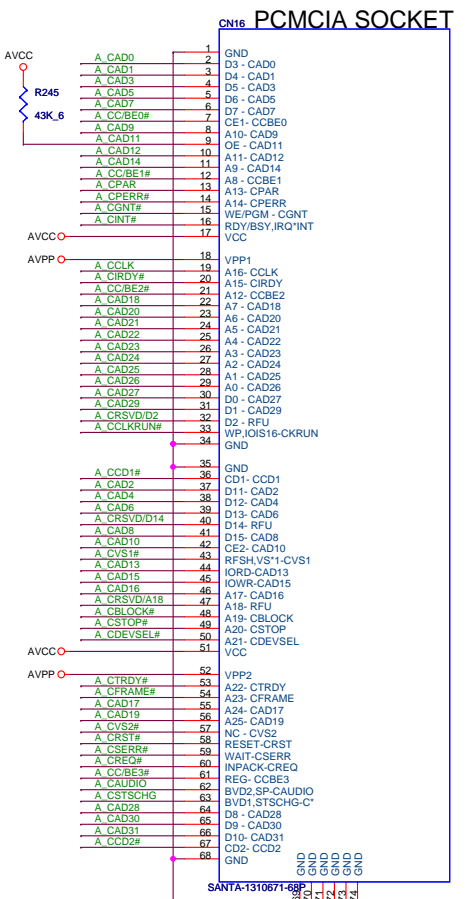 CN16 PCMCIA SOCKET
AVCC
R245
43K_6
1 GND
A_CAD0 2 D3 - CAD0
A_CAD1 3 D4 - CAD1
A_CAD3 4 D5 - CAD3
A_CAD5 5 D6 - CAD5
A_CAD7 6 D7 - CAD7
A_CC/BE0# 7 CE1- CCBE0
A_CAD9 8 A10- CAD9
A_CAD11 9 OE - CAD11
A_CAD12 10 A11- CAD12
A_CAD14 11 A9 - CAD14
A_CC/BE1# 12 A8 - CCBE1
A_CPAR 13 A13- CPAR
A_CPERR# 14 A14- CPERR
A_CGNT# 15 WE/PGM - CGNT
A_CINT# 16 RDY/BSY,IRQ*INT
AVCC 17 VCC
AVPP 18 VPP1
A_CCLK 19 A16- CCLK
A_CIRDY# 20 A15- CIRDY
A_CC/BE2# 21 A12- CCBE2
A_CAD18 22 A7 - CAD18
A_CAD20 23 A6 - CAD20
A_CAD21 24 A5 - CAD21
A_CAD22 25 A4 - CAD22
A_CAD23 26 A3 - CAD23
A_CAD24 27 A2 - CAD24
A_CAD25 28 A1 - CAD25
A_CAD26 29 A0 - CAD26
A_CAD27 30 D0 - CAD27
A_CAD29 31 D1 - CAD29
A_CRSVD/D2 32 D2 - RFU
A_CCLKRUN# 33 WP,IOIS16-CKRUN
34 GND
35 GND
A_CCD1# 36 CD1- CCD1
A_CAD2 37 D11- CAD2
A_CAD4 38 D12- CAD4
A_CAD6 39 D13- CAD6
A_CRSVD/D14 40 D14- RFU
A_CAD8 41 D15- CAD8
A_CAD10 42 CE2- CAD10
A_CVS1# 43 RFSH,VS*1-CVS1
A_CAD13 44 IORD-CAD13
A_CAD15 45 IOWR-CAD15
A_CAD16 46 A17- CAD16
A_CRSVD/A18 47 A18- RFU
A_CBLOCK# 48 A19- CBLOCK
A_CSTOP# 49 A20- CSTOP
A_CDEVSEL# 50 A21- CDEVSEL
AVCC 51 VCC
AVPP 52 VPP2
A_CTRDY# 53 A22- CTRDY
A_CFRAME# 54 A23- CFRAME
A_CAD17 55 A24- CAD17
A_CAD19 56 A25- CAD19
A_CVS2# 57 NC - CVS2
A_CRST# 58 RESET-CRST
A_CSERR# 59 WAIT-CSERR
A_CREQ# 60 INPACK-CREQ
A_CC/BE3# 61 REG- CCBE3
A_CAUDIO 62 BVD2,SP-CAUDIO
A_CSTSCHG 63 BVD1,STSCHG-C*
A_CAD28 64 D8 - CAD28
A_CAD30 65 D9 - CAD30
A_CAD31 66 D10- CAD31
A_CCD2# 67 CD2- CCD2
68 GND
GND GND GND GND GND GND
SANTA-1310671-68P